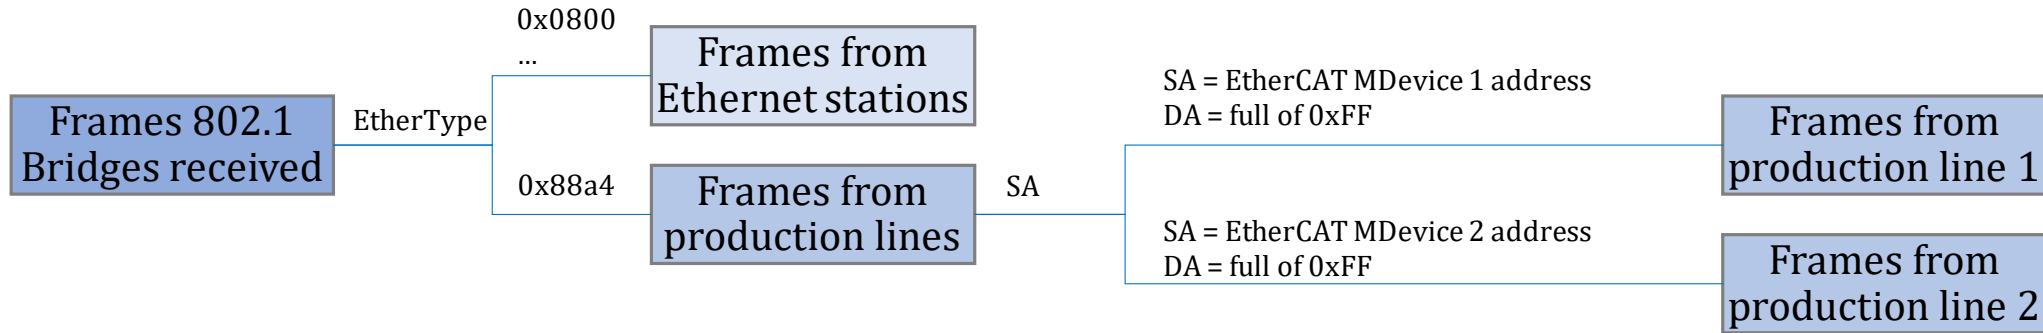 Frames 802.1
Bridges received
EtherType
0x0800
...
Frames from
Ethernet stations
0x88a4
Frames from
production lines
SA
SA = EtherCAT MDevice 1 address
DA = full of 0xFF
Frames from
production line 1
SA = EtherCAT MDevice 2 address
DA = full of 0xFF
Frames from
production line 2